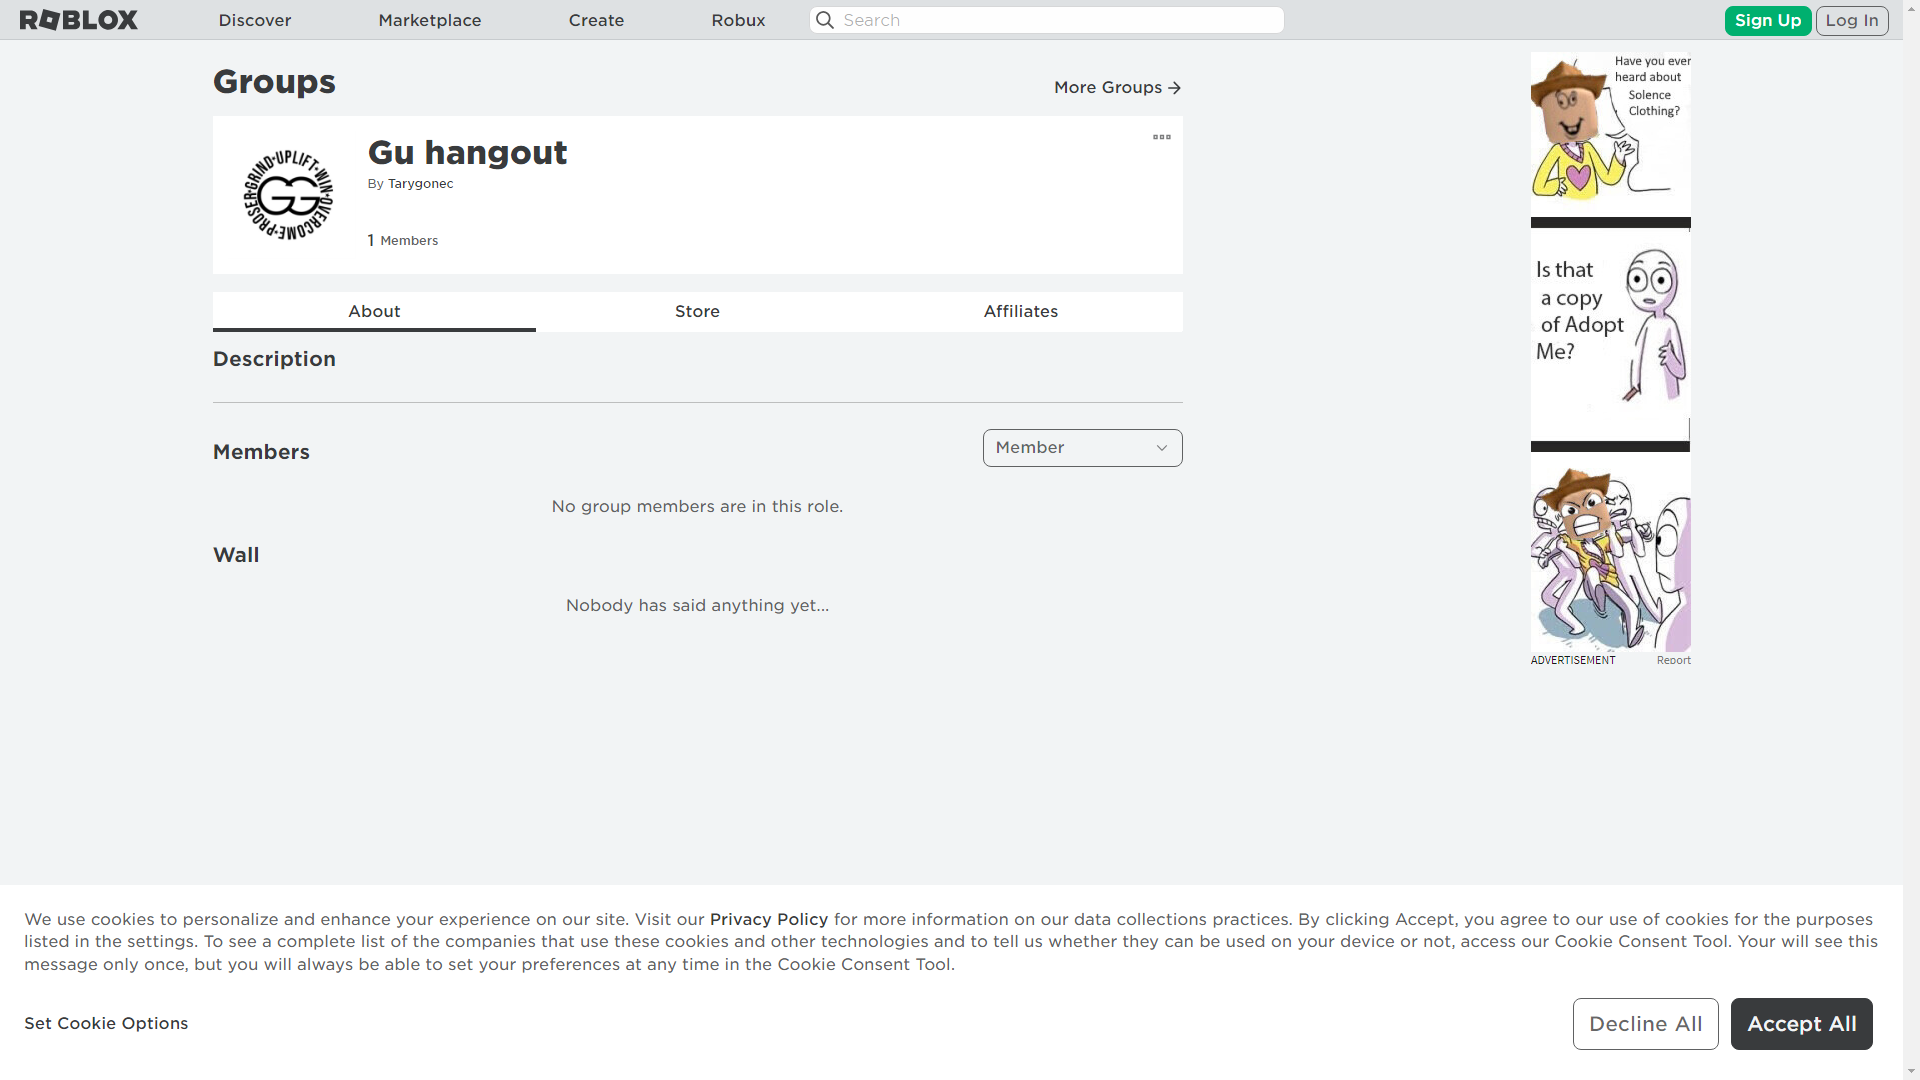 ROBLOX Discover Marketplace Create Robux Search Sign Up Log In
Groups
More Groups
GRIND·UPLIFT·WIN·OVERCOME·PROSER·
GG
Gu hangout
By Tarygonec
1 Members
About Store Affiliates
Description
Members
Member
No group members are in this role.
Wall
Nobody has said anything yet...
Have you ever
heard about
Solence
Clothing?
Is that
a copy
of Adopt
Me?
ADVERTISEMENT Report
We use cookies to personalize and enhance your experience on our site. Visit our Privacy Policy for more information on our data collections practices. By clicking Accept, you agree to our use of cookies for the purposes
listed in the settings. To see a complete list of the companies that use these cookies and other technologies and to tell us whether they can be used on your device or not, access our Cookie Consent Tool. Your will see this
message only once, but you will always be able to set your preferences at any time in the Cookie Consent Tool.
Set Cookie Options
Decline All
Accept All